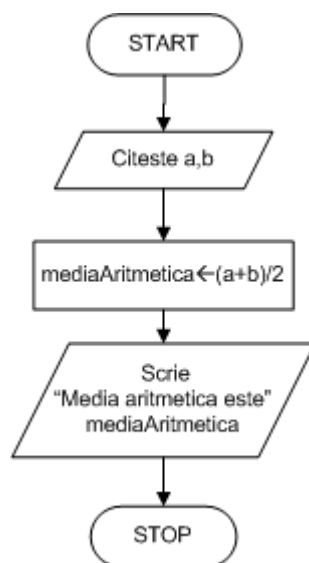 START
Citeste a,b
mediaAritmetica←(a+b)/2
Scrie
“Media aritmetica este”
mediaAritmetica
STOP